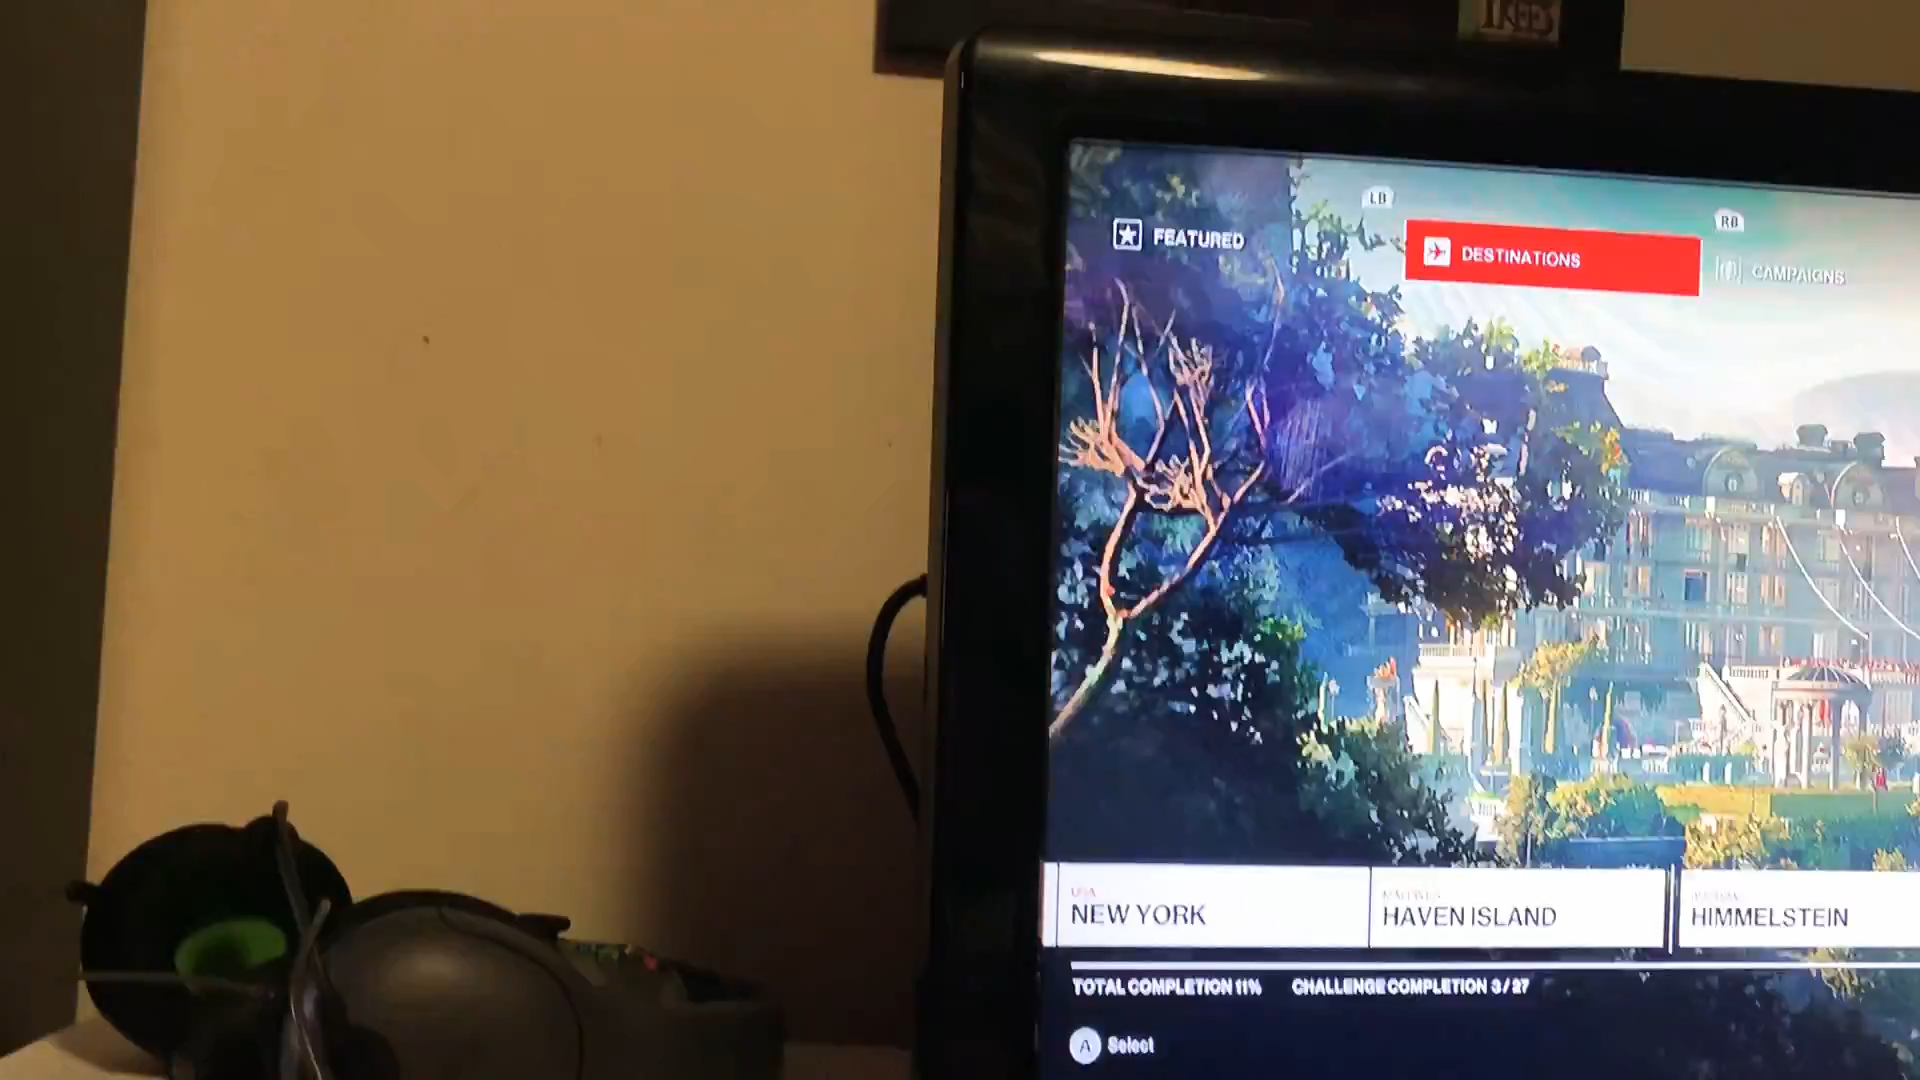 LB
RB
FEATURED
DESTINATIONS
CAMPAIGNS
USA
NEW YORK
HAVEN ISLAND
HIMMELSTEIN
TOTAL COMPLETION 11%
CHALLENGE COMPLETION 3/27
A Select